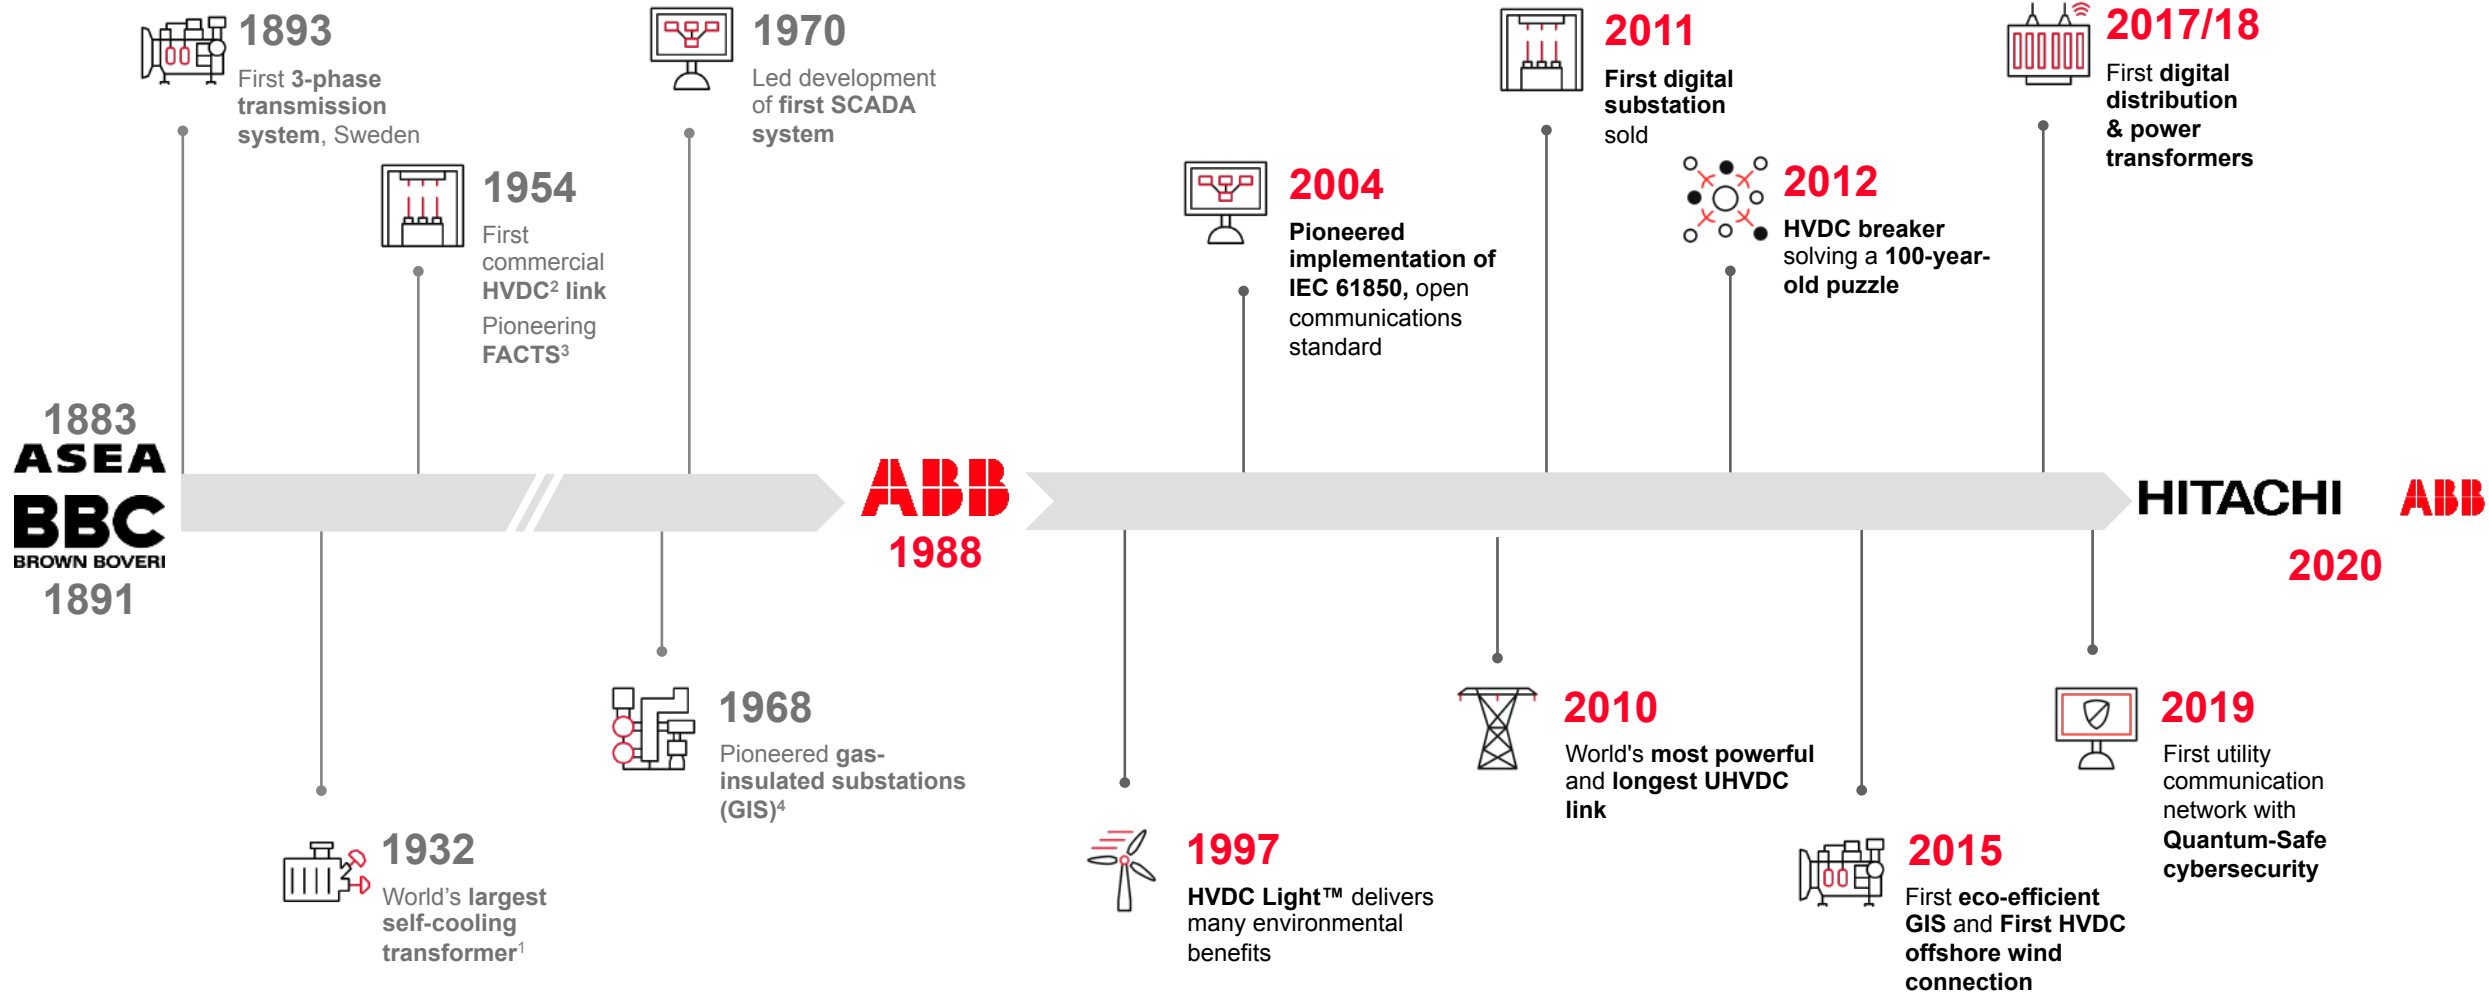 1893
First 3-phase
transmission
system, Sweden
1954
First
commercial
HVDC² link
Pioneering
FACTS³
1970
Led development
of first SCADA
system
2004
Pioneered
implementation of
IEC 61850, open
communications
standard
2011
First digital
substation
sold
2012
HVDC breaker
solving a 100-year-
old puzzle
2017/18
First digital
distribution
& power
transformers
1883
ASEA
BBC
BROWN BOVERI
1891
ABB
1988
HITACHI ABB
2020
1932
World’s largest
self-cooling
transformer¹
1968
Pioneered gas-
insulated substations
(GIS)⁴
1997
HVDC Light™ delivers
many environmental
benefits
2010
World's most powerful
and longest UHVDC
link
2015
First eco-efficient
GIS and First HVDC
offshore wind
connection
2019
First utility
communication
network with
Quantum-Safe
cybersecurity